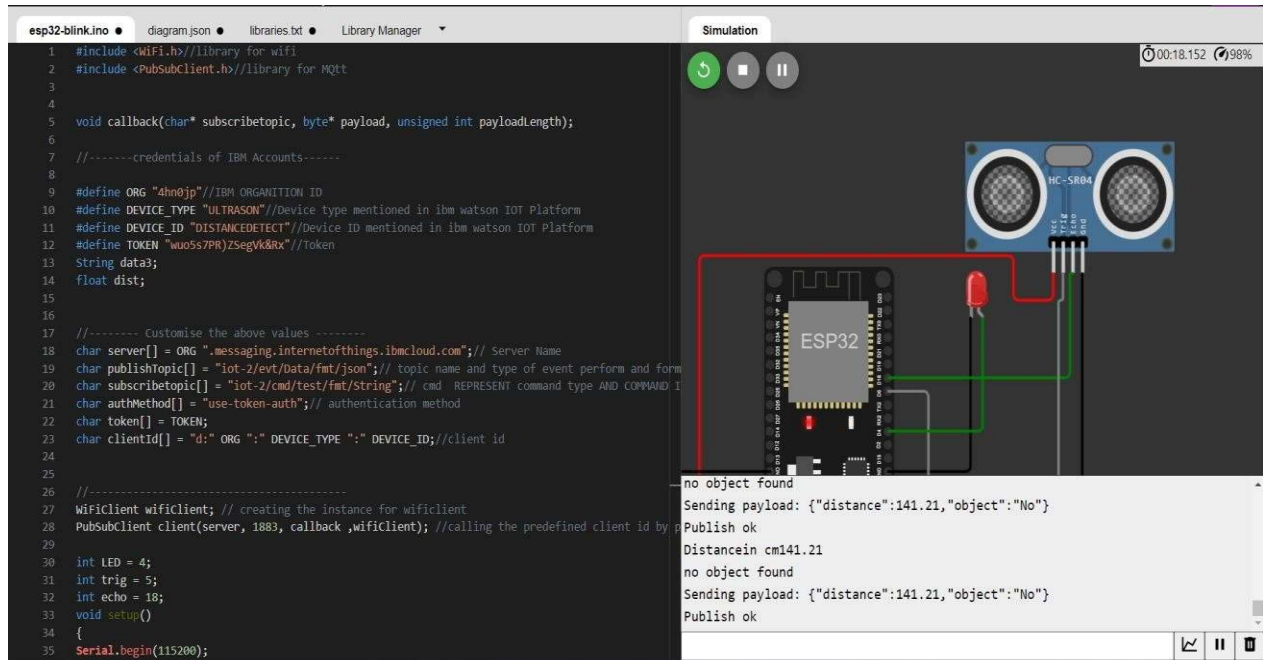 esp32-blink.ino ● diagram.json ● libraries.txt ● Library Manager
1 #include <WiFi.h>//library for wifi
2 #include <PubSubClient.h>//library for MQtt
3
4
5 void callback(char* subscribetopic, byte* payload, unsigned int payloadLength);
6
7 //-------credentials of IBM Accounts------
8
9 #define ORG "4hn0jp"//IBM ORGANITION ID
10 #define DEVICE_TYPE "ULTRASON"//Device type mentioned in ibm watson IOT Platform
11 #define DEVICE_ID "DISTANCEDETECT"//Device ID mentioned in ibm watson IOT Platform
12 #define TOKEN "wuo5s7PR)ZSegVk&Rx"//Token
13 String data3;
14 float dist;
15
16
17 //-------- Customise the above values --------
18 char server[] = ORG ".messaging.internetofthings.ibmcloud.com";// Server Name
19 char publishTopic[] = "iot-2/evt/Data/fmt/json";// topic name and type of event perform and form
20 char subscribetopic[] = "iot-2/cmd/test/fmt/String";// cmd REPRESENT command type AND COMMAND I
21 char authMethod[] = "use-token-auth";// authentication method
22 char token[] = TOKEN;
23 char clientId[] = "d:" ORG ":" DEVICE_TYPE ":" DEVICE_ID;//client id
24
25
26 //-----------------------------------------
27 WiFiClient wifiClient; // creating the instance for wificlient
28 PubSubClient client(server, 1883, callback ,wifiClient); //calling the predefined client id by p
29
30 int LED = 4;
31 int trig = 5;
32 int echo = 18;
33 void setup()
34 {
35 Serial.begin(115200);
Simulation
00:18.152 98%
HC-SR04
Vcc
Trig
Echo
Gnd
ESP32
no object found
Sending payload: {"distance":141.21,"object":"No"}
Publish ok
Distancein cm141.21
no object found
Sending payload: {"distance":141.21,"object":"No"}
Publish ok